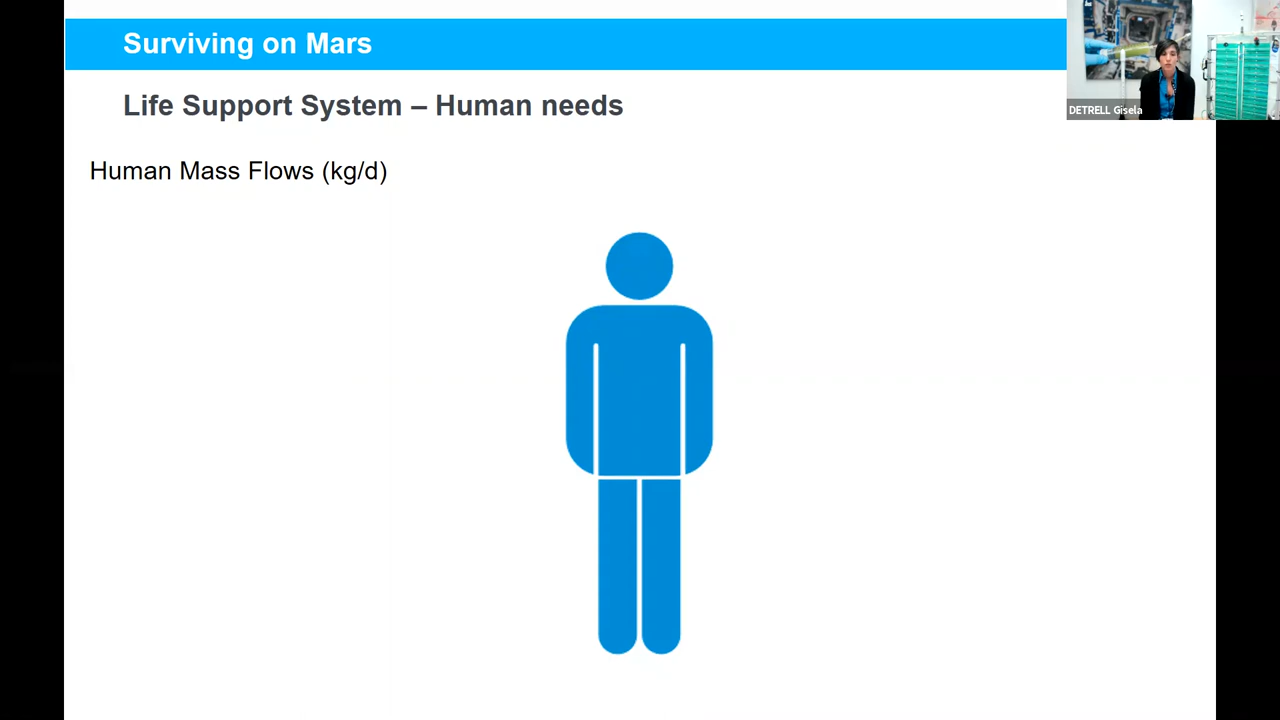 Surviving on Mars
Life Support System – Human needs
Human Mass Flows (kg/d)
DETRELL Gisela